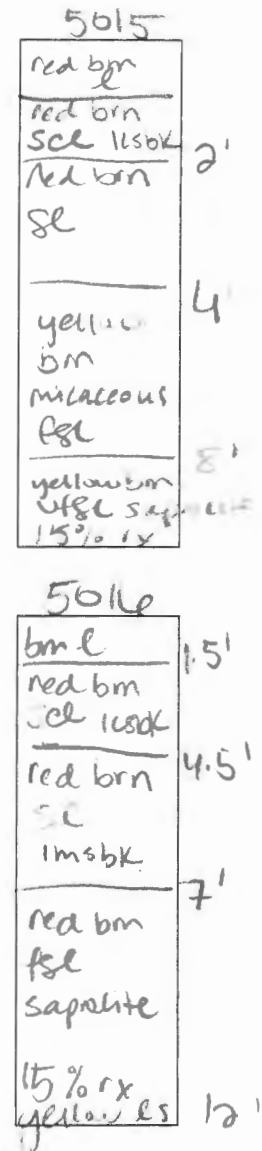 5015
red brn
l
red brn
scl 1csbk
2'
red brn
sl
4'
yellow
brn
micaceous
fsl
8'
yellow brn
vfsl saprolite
15% rx
5016
brn l
1.5'
red brn
scl 1csbk
4.5'
red brn
1msbk
7'
red brn
fsl
saprolite
15% rx
yellow ls
12'